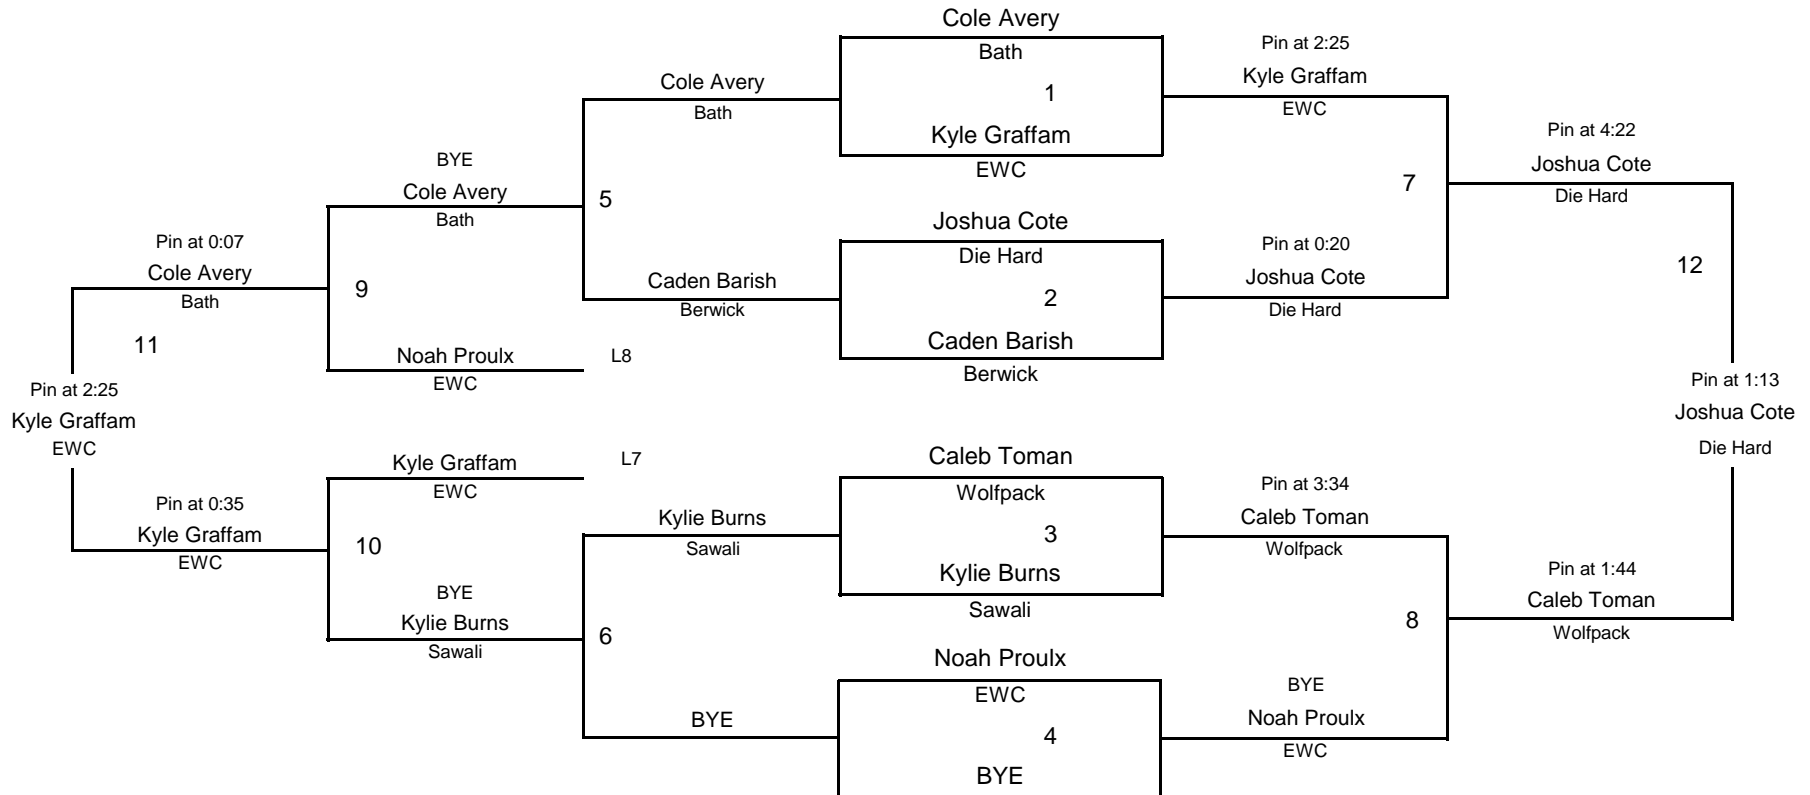 Cole Avery
Bath
Pin at 2:25
Kyle Graffam
EWC
Cole Avery
Bath
1
Kyle Graffam
EWC
Pin at 4:22
Joshua Cote
Die Hard
BYE
Cole Avery
Bath
5
7
Joshua Cote
Die Hard
Pin at 0:20
Joshua Cote
Die Hard
Pin at 0:07
Cole Avery
Bath
9
Caden Barish
Berwick
2
12
Caden Barish
Berwick
11
Noah Proulx
EWC
L8
Pin at 2:25
Kyle Graffam
EWC
Pin at 1:13
Joshua Cote
Die Hard
Kyle Graffam
EWC
L7
Caleb Toman
Wolfpack
Pin at 3:34
Caleb Toman
Wolfpack
Pin at 0:35
Kyle Graffam
EWC
10
Kylie Burns
Sawali
3
Kylie Burns
Sawali
Pin at 1:44
Caleb Toman
Wolfpack
BYE
Kylie Burns
Sawali
6
8
Noah Proulx
EWC
BYE
Noah Proulx
EWC
BYE
4
BYE